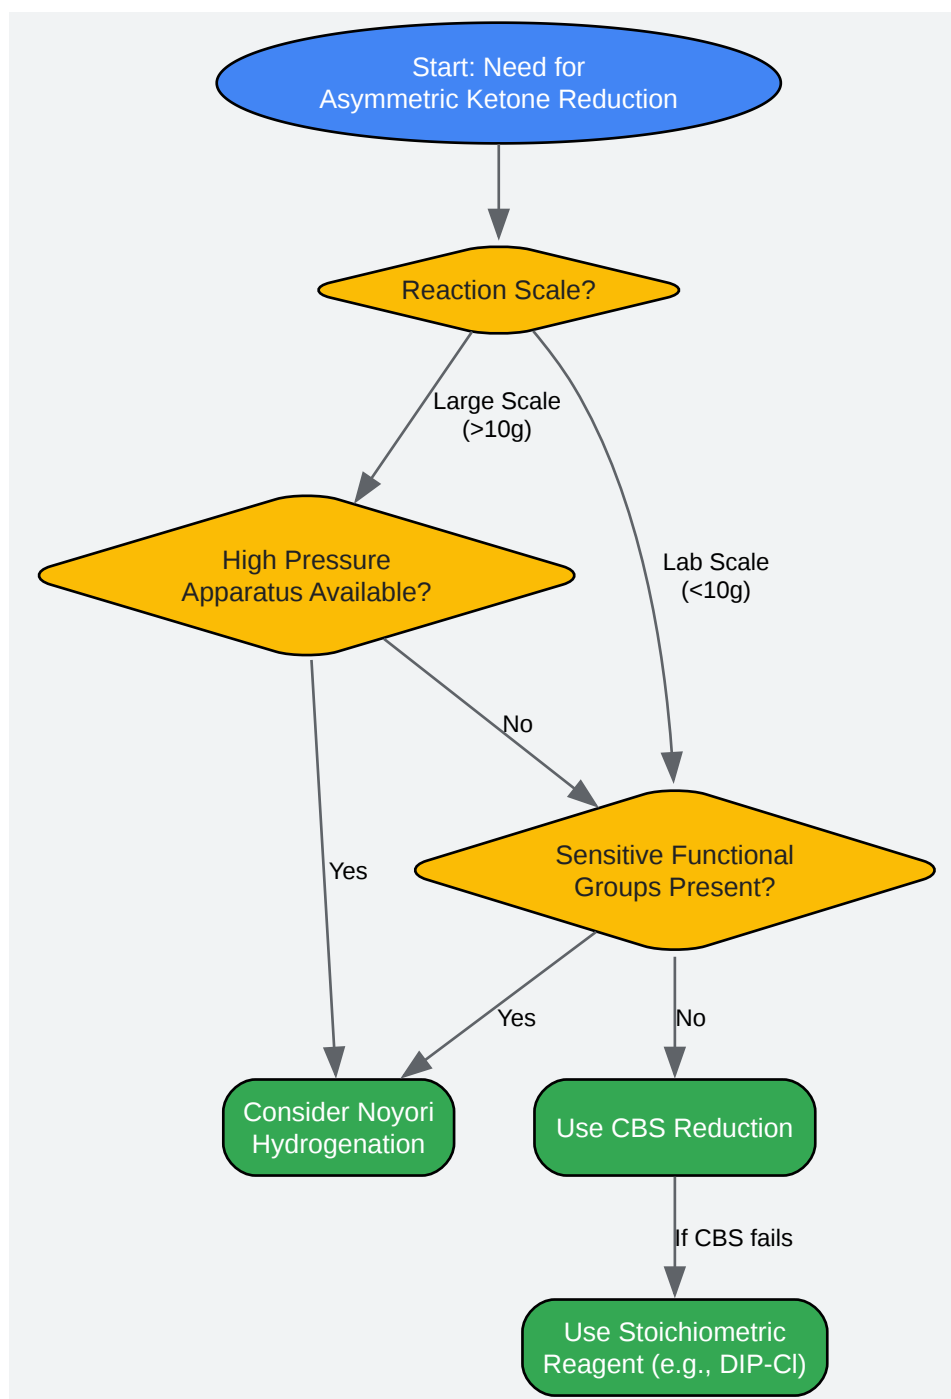 Start: Need for
Asymmetric Ketone Reduction
Reaction Scale?
Large Scale
(>10g)
High Pressure
Apparatus Available?
Lab Scale
(<10g)
No
Sensitive Functional
Groups Present?
Yes
Yes
No
Consider Noyori
Hydrogenation
Use CBS Reduction
If CBS fails
Use Stoichiometric
Reagent (e.g., DIP-Cl)